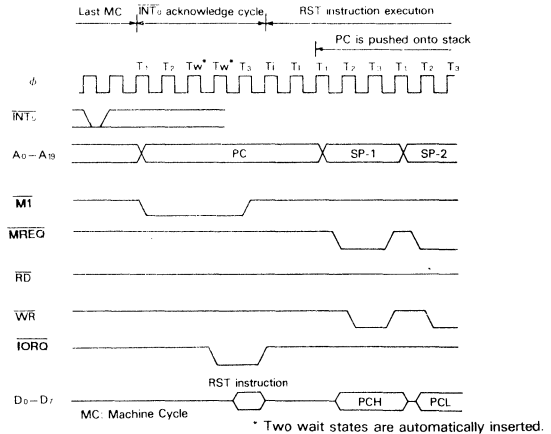 Last MC INT0 acknowledge cycle RST instruction execution
PC is pushed onto stack
T1 T2 TW* TW* T3 Ti Ti T1 T2 T3 T1 T2 T3
ϕ
INT0
A0–A19 PC SP-1 SP-2
M1
MREQ
RD
WR
IORQ
RST instruction
D0–D7 PCH PCL
MC: Machine Cycle
* Two wait states are automatically inserted.